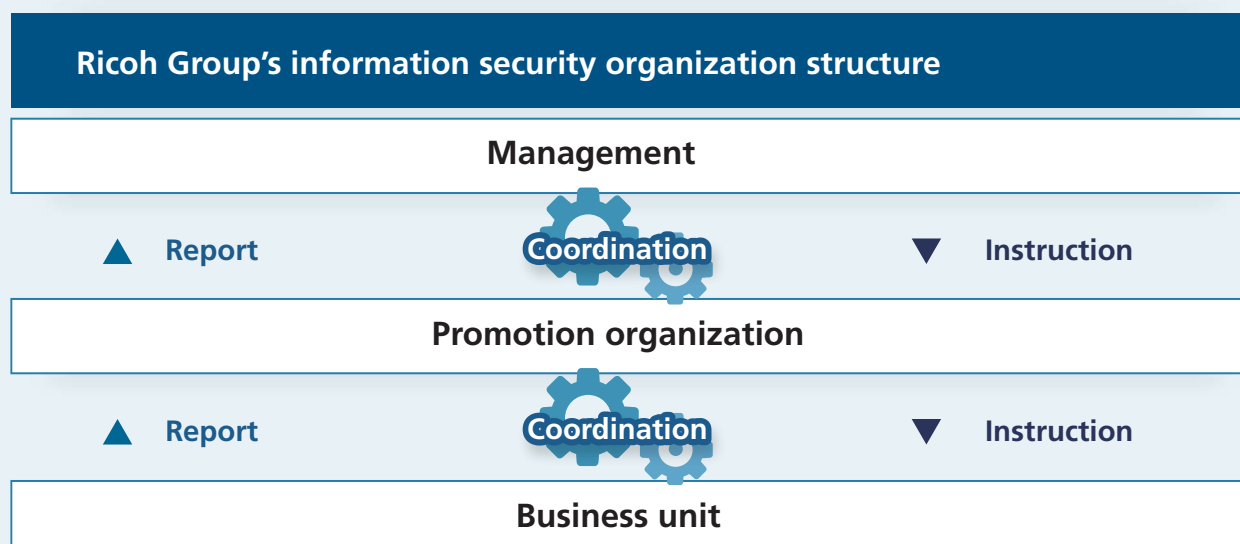 Ricoh Group’s information security organization structure
Management
▲ Report
Coordination
▼ Instruction
Promotion organization
▲ Report
Coordination
▼ Instruction
Business unit